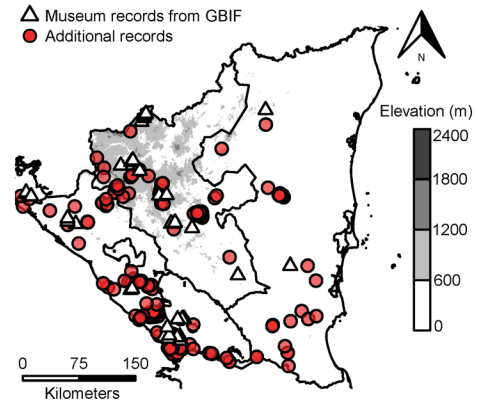 Museum records from GBIF
Additional records
N
Elevation (m)
2400
1800
1200
600
0
0 75 150
Kilometers